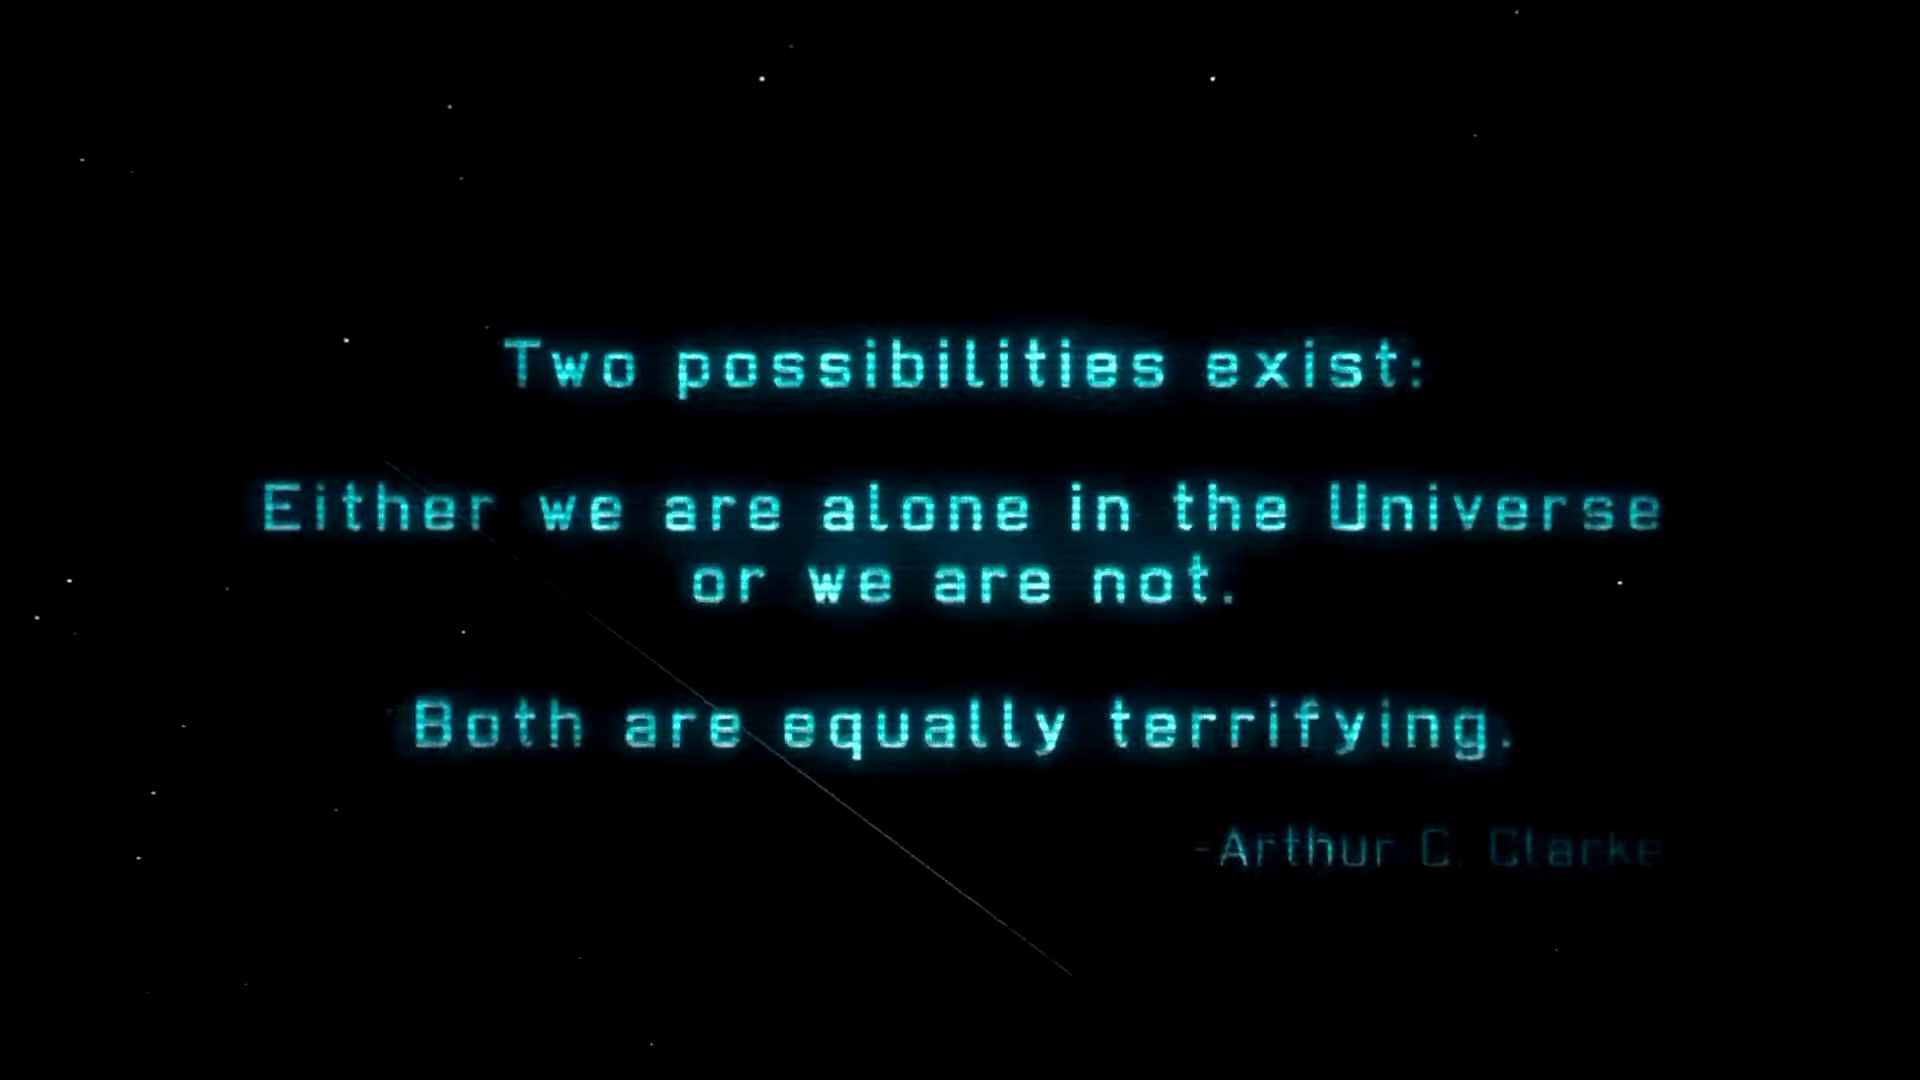 Two possibilities exist:
Either we are alone in the Universe
or we are not.
Both are equally terrifying.
-Arthur C. Clarke